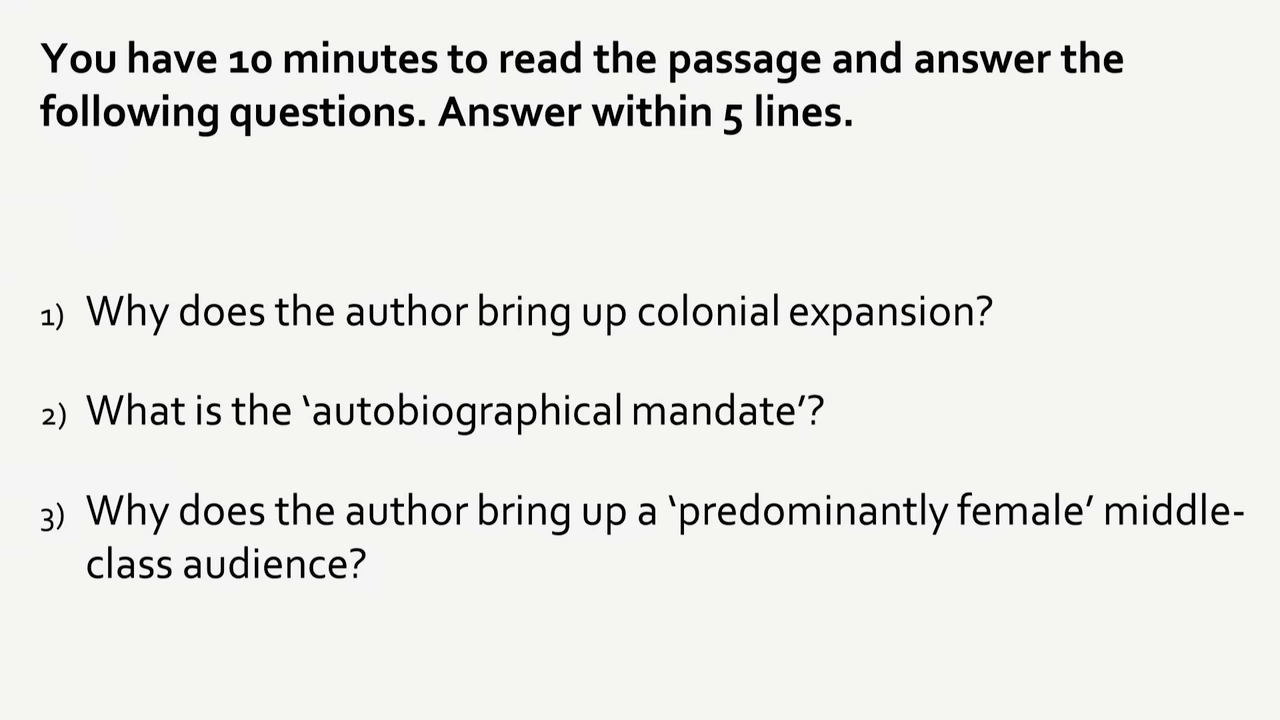 You have 10 minutes to read the passage and answer the
following questions. Answer within 5 lines.
1) Why does the author bring up colonial expansion?
2) What is the ‘autobiographical mandate’?
3) Why does the author bring up a ‘predominantly female’ middle-
class audience?